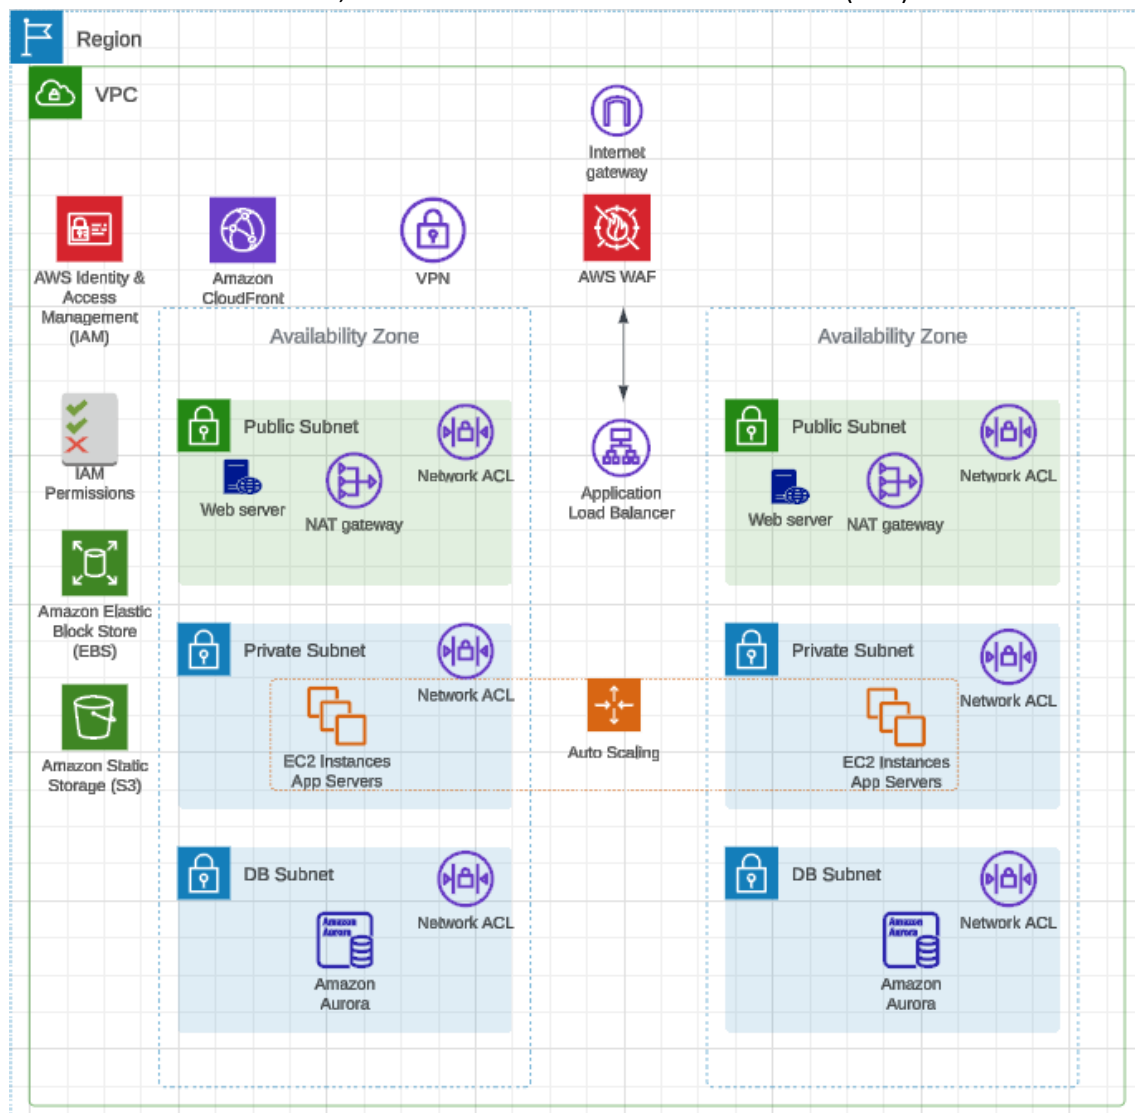 Region
VPC
Internet
gateway
AWS Identity &
Access
Management
(IAM)
Amazon
CloudFront
VPN
AWS WAF
Availability Zone
Availability Zone
Public Subnet
Network ACL
Web server
NAT gateway
Application
Load Balancer
Public Subnet
Network ACL
Web server
NAT gateway
IAM
Permissions
Amazon Elastic
Block Store
(EBS)
Private Subnet
Network ACL
EC2 Instances
App Servers
Auto Scaling
Private Subnet
Network ACL
EC2 Instances
App Servers
Amazon Static
Storage (S3)
DB Subnet
Network ACL
Amazon
Aurora
Amazon
Aurora
DB Subnet
Network ACL
Amazon
Aurora
Amazon
Aurora